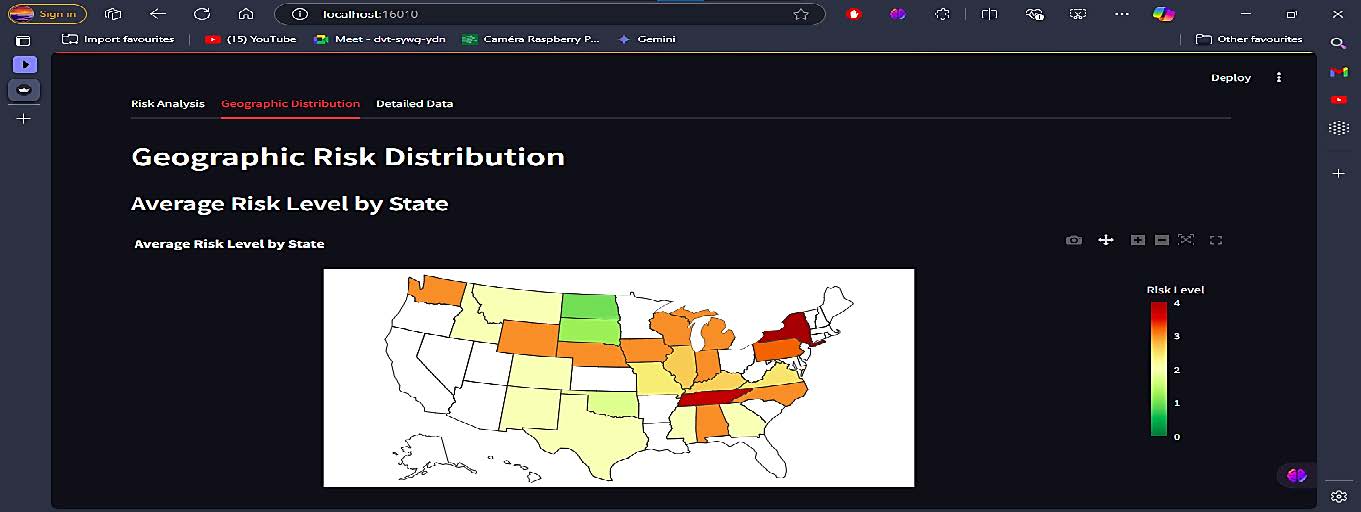 Sign in
localhost:16010
Import favourites
(15) YouTube
Meet - dvt-sywq-ydn
Caméra Raspberry P...
Gemini
Other favourites
Deploy
Risk Analysis
Geographic Distribution
Detailed Data
Geographic Risk Distribution
Average Risk Level by State
Average Risk Level by State
Risk Level
4
3
2
1
0